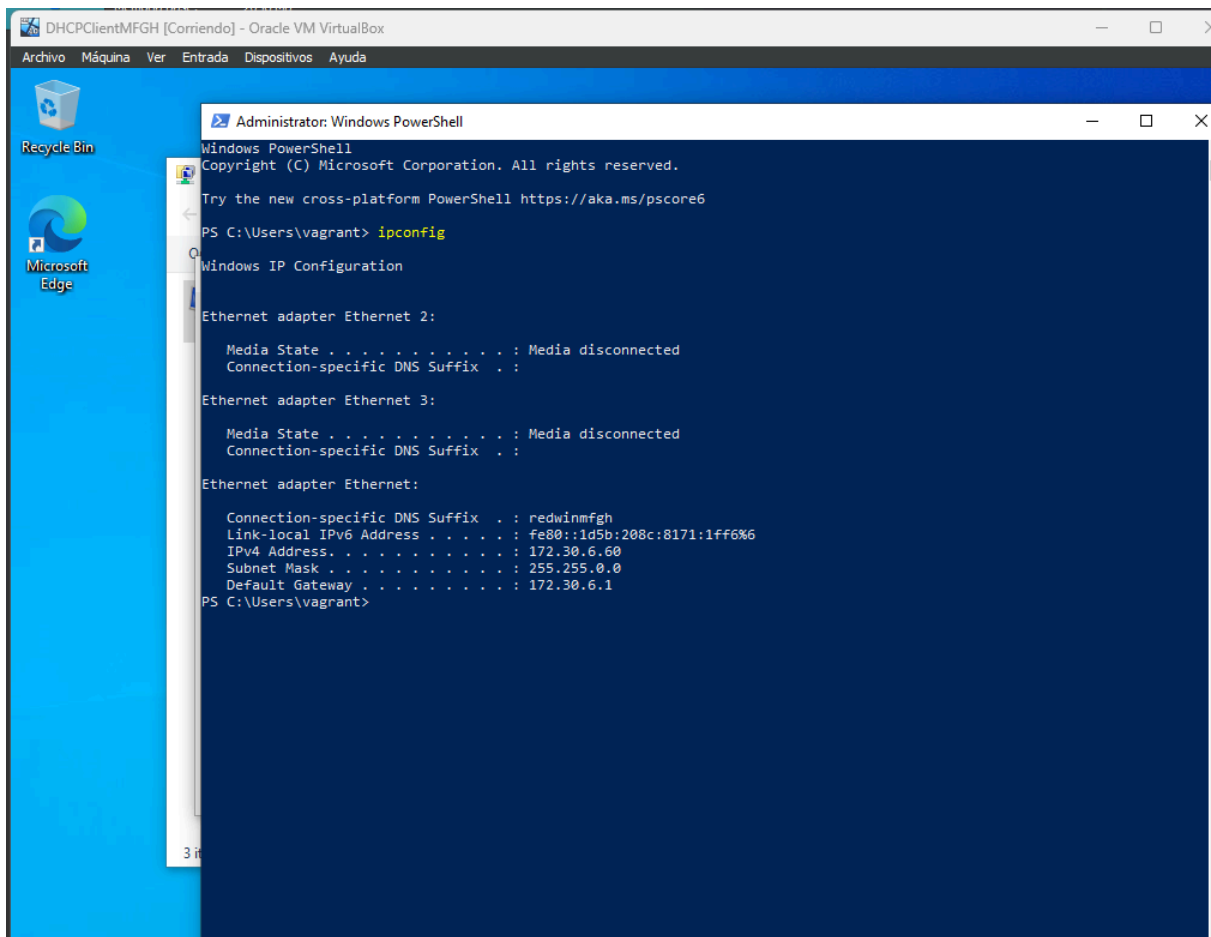 DHCPClientMFGH [Corriendo] - Oracle VM VirtualBox
Archivo Máquina Ver Entrada Dispositivos Ayuda
Recycle Bin
Microsoft
Edge
Administrator: Windows PowerShell
Windows PowerShell
Copyright (C) Microsoft Corporation. All rights reserved.
Try the new cross-platform PowerShell https://aka.ms/pscore6
PS C:\Users\vagrant> ipconfig
Windows IP Configuration
Ethernet adapter Ethernet 2:
Media State . . . . . . . . . . . : Media disconnected
Connection-specific DNS Suffix . :
Ethernet adapter Ethernet 3:
Media State . . . . . . . . . . . : Media disconnected
Connection-specific DNS Suffix . :
Ethernet adapter Ethernet:
Connection-specific DNS Suffix . : redwinmfgh
Link-local IPv6 Address . . . . . : fe80::1d5b:208c:8171:1ff6%6
IPv4 Address. . . . . . . . . . . : 172.30.6.60
Subnet Mask . . . . . . . . . . . : 255.255.0.0
Default Gateway . . . . . . . . . : 172.30.6.1
PS C:\Users\vagrant>
3